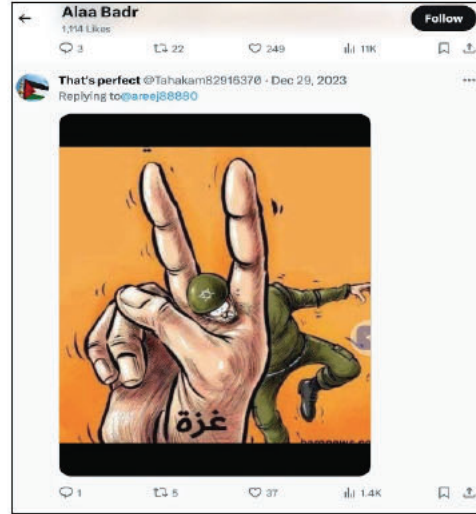 Alaa Badr
1,114 Likes
Follow
3 22 249 11K
That's perfect @Tahakam82916370 · Dec 29, 2023
Replying to @areej88880
غزة
1 5 37 1.4K